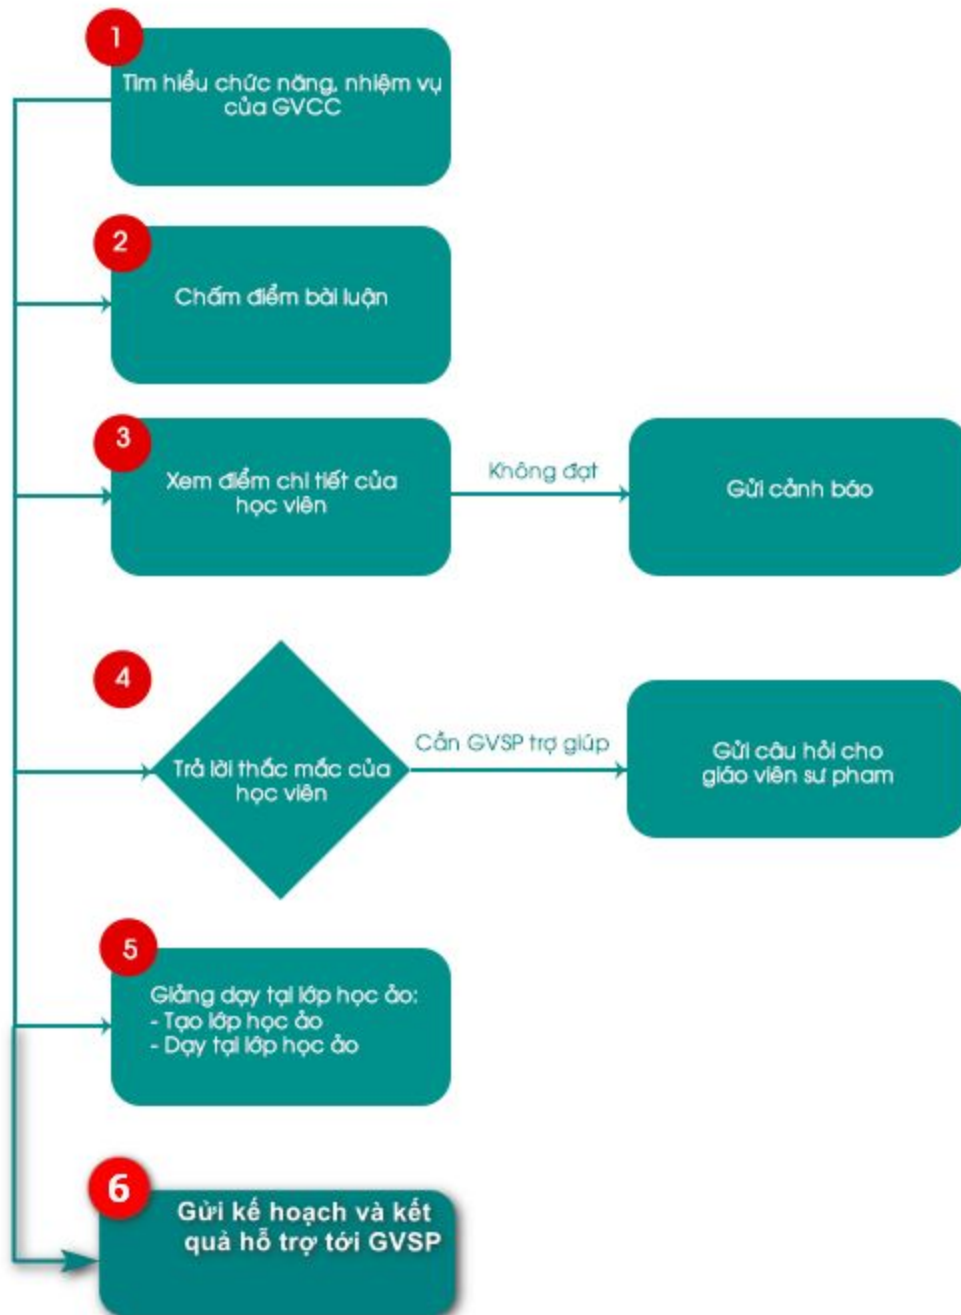 1
Tìm hiểu chức năng, nhiệm vụ
của GVCC
2
Chấm điểm bài luận
3
Xem điểm chi tiết của
học viên
Không đạt
Gửi cảnh báo
4
Trả lời thắc mắc của
học viên
Cần GVSP trợ giúp
Gửi câu hỏi cho
giáo viên sư pham
5
Giảng dạy tại lớp học ảo:
- Tạo lớp học ảo
- Dạy tại lớp học ảo
6
Gửi kế hoạch và kết
quả hỗ trợ tới GVSP